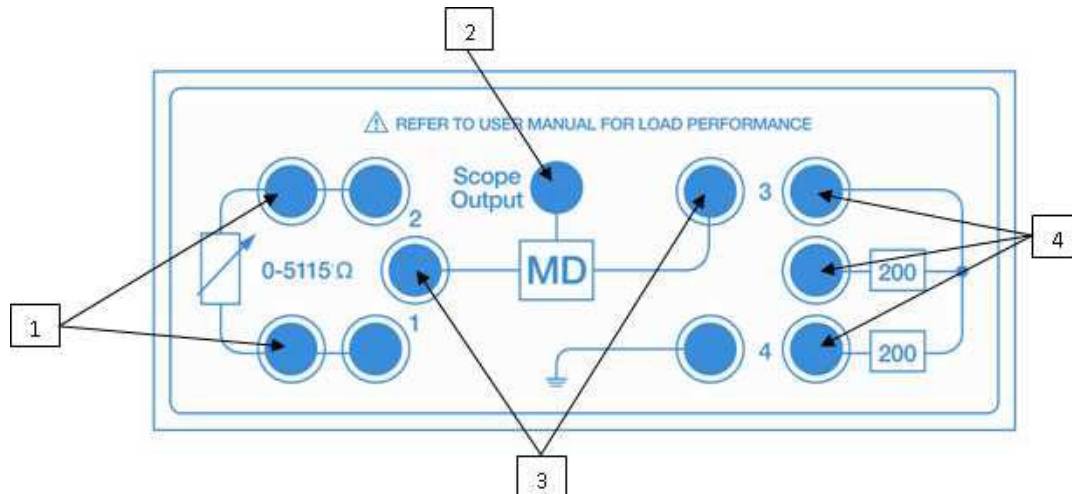 2
⚠ REFER TO USER MANUAL FOR LOAD PERFORMANCE
Scope
Output
3
2
4
0-5115 Ω
MD
200
1
1
4
200
3